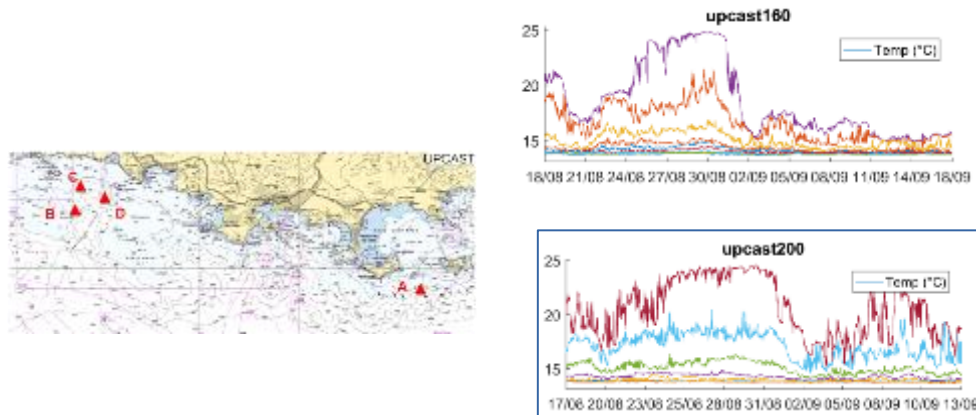 upcast160
25
Temp (°C)
20
15
18/08 21/08 24/08 27/08 30/08 02/09 05/09 08/09 11/09 14/09 18/09
UPCAST
C
B
D
A
upcast200
25
Temp (°C)
20
15
17/08 20/08 23/08 25/08 28/08 31/08 02/09 05/09 08/09 10/09 13/09